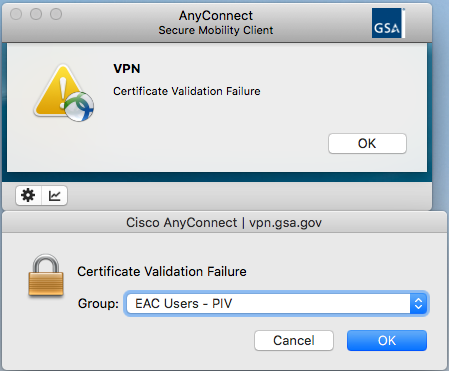 AnyConnect
Secure Mobility Client
GSA
VPN
Certificate Validation Failure
OK
Cisco AnyConnect | vpn.gsa.gov
Certificate Validation Failure
Group: EAC Users - PIV
Cancel OK